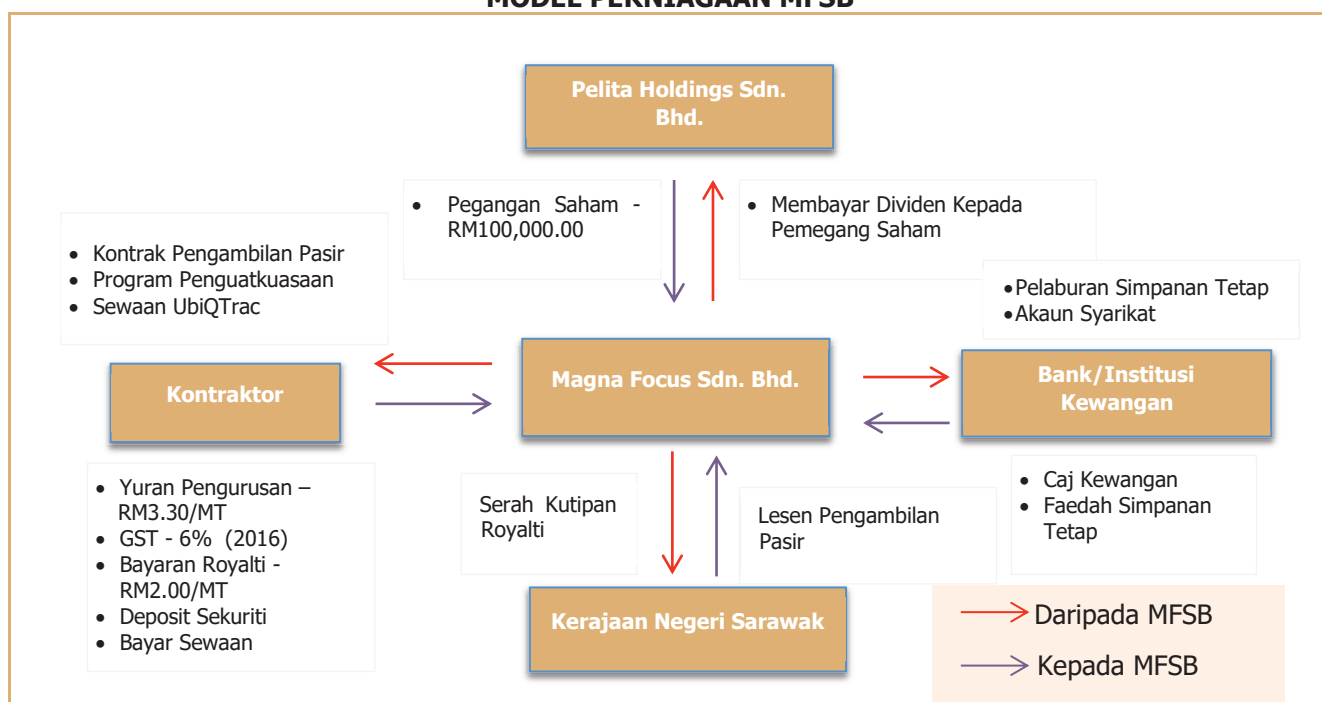 MODEL PERNIAGAAN MFSB
Pelita Holdings Sdn.
Bhd.
• Pegangan Saham -
RM100,000.00
• Membayar Dividen Kepada
Pemegang Saham
• Kontrak Pengambilan Pasir
• Program Penguatkuasaan
• Sewaan UbiQTrac
•Pelaburan Simpanan Tetap
•Akaun Syarikat
Kontraktor
Magna Focus Sdn. Bhd.
Bank/Institusi
Kewangan
• Yuran Pengurusan –
RM3.30/MT
• GST - 6% (2016)
• Bayaran Royalti -
RM2.00/MT
• Deposit Sekuriti
• Bayar Sewaan
Serah Kutipan
Royalti
Lesen Pengambilan
Pasir
• Caj Kewangan
• Faedah Simpanan
Tetap
Kerajaan Negeri Sarawak
Daripada MFSB
Kepada MFSB